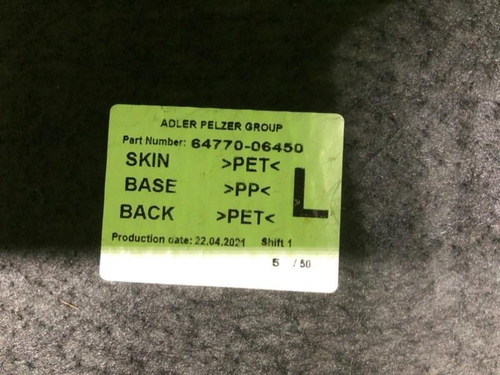 ADLER PELZER GROUP
Part Number: 64770-06450
SKIN >PET<
BASE >PP<
BACK >PET<
L
Production date: 22.04.2021 Shift 1
5 / 50